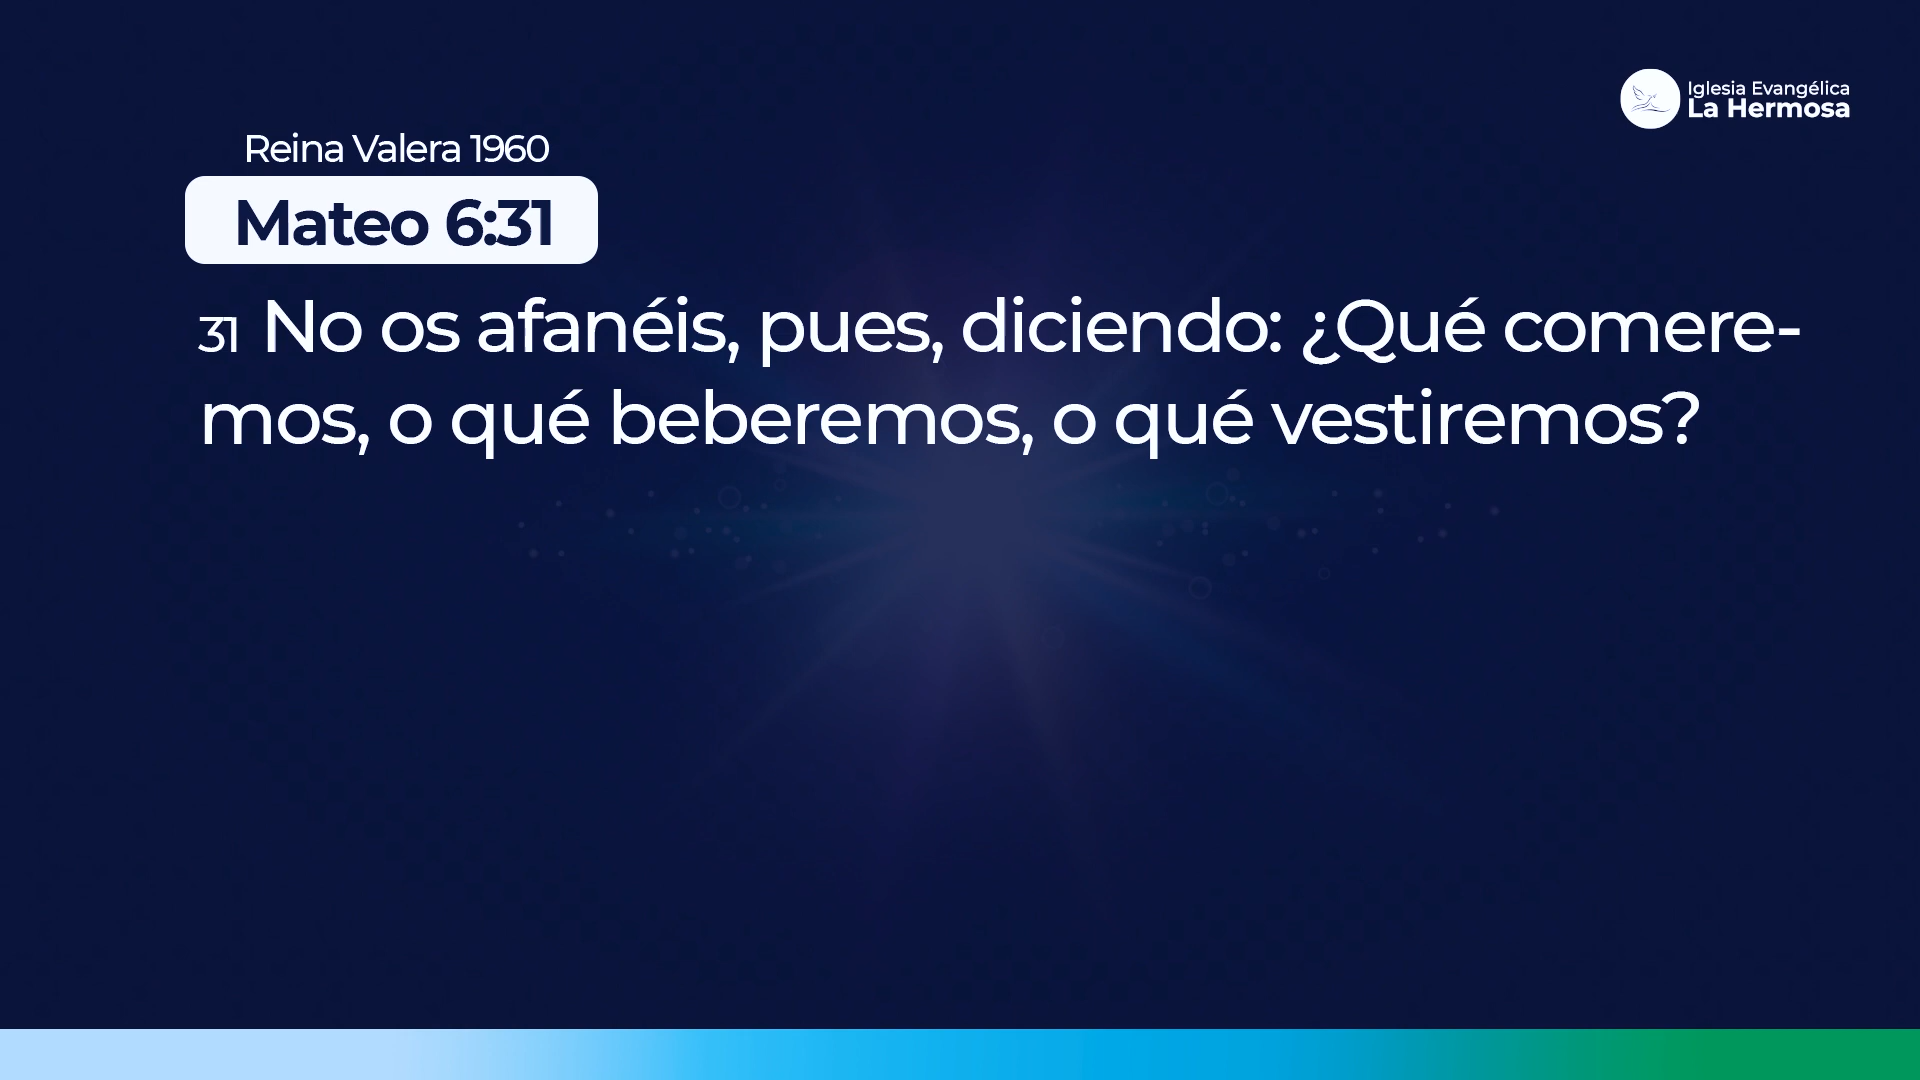 Iglesia Evangélica
La Hermosa
Reina Valera 1960
Mateo 6:31
31 No os afanéis, pues, diciendo: ¿Qué comere-
mos, o qué beberemos, o qué vestiremos?